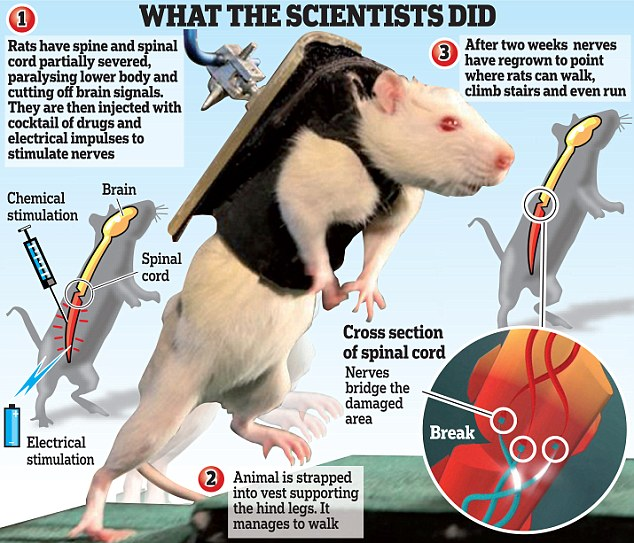 WHAT THE SCIENTISTS DID
1
Rats have spine and spinal
cord partially severed,
paralysing lower body and
cutting off brain signals.
They are then injected with
cocktail of drugs and
electrical impulses to
stimulate nerves
3
After two weeks nerves
have regrown to point
where rats can walk,
climb stairs and even run
Chemical
stimulation
Brain
Spinal
cord
Electrical
stimulation
2
Animal is strapped
into vest supporting
the hind legs. It
manages to walk
Cross section
of spinal cord
Nerves
bridge the
damaged
area
Break